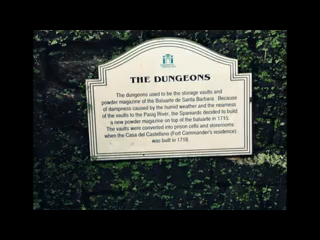 THE DUNGEONS
The dungeons used to be the storage vaults and
powder magazine of the Baluarte de Santa Barbara. Because
of dampness caused by the humid weather and the nearness
of the vaults to the Pasig River, the Spaniards decided to build
a new powder magazine on top of the baluarte in 1715.
The vaults were converted into prison cells and storerooms
when the Casa del Castellano (Fort Commander's residence)
was built in